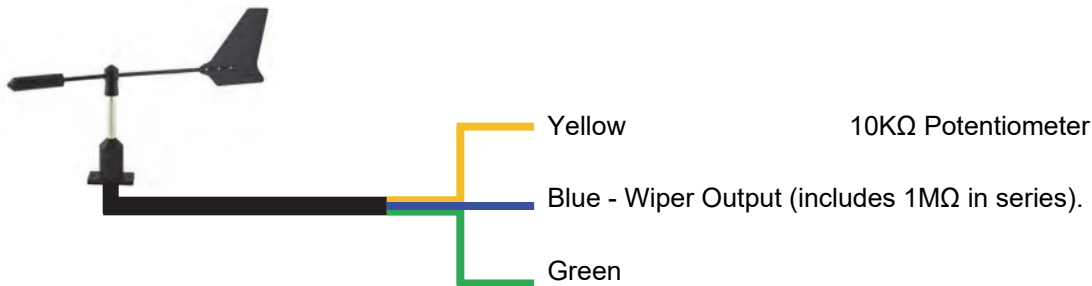 Yellow 10KΩ Potentiometer
Blue - Wiper Output (includes 1MΩ in series).
Green